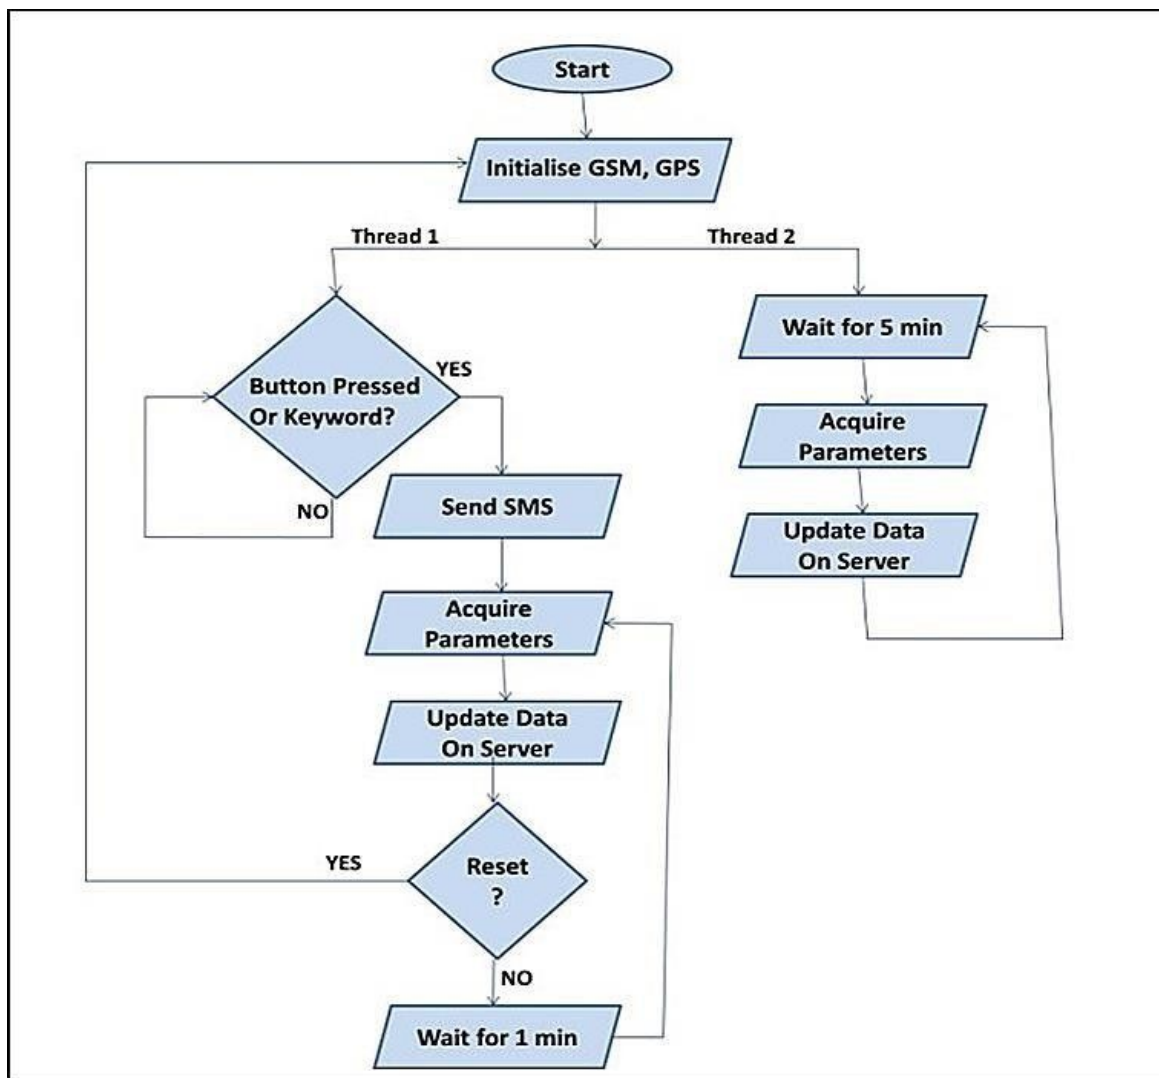 Start
Initialise GSM, GPS
Thread 1
Thread 2
Button Pressed
Or Keyword?
YES
NO
Send SMS
Acquire
Parameters
Update Data
On Server
Reset
?
YES
NO
Wait for 1 min
Wait for 5 min
Acquire
Parameters
Update Data
On Server